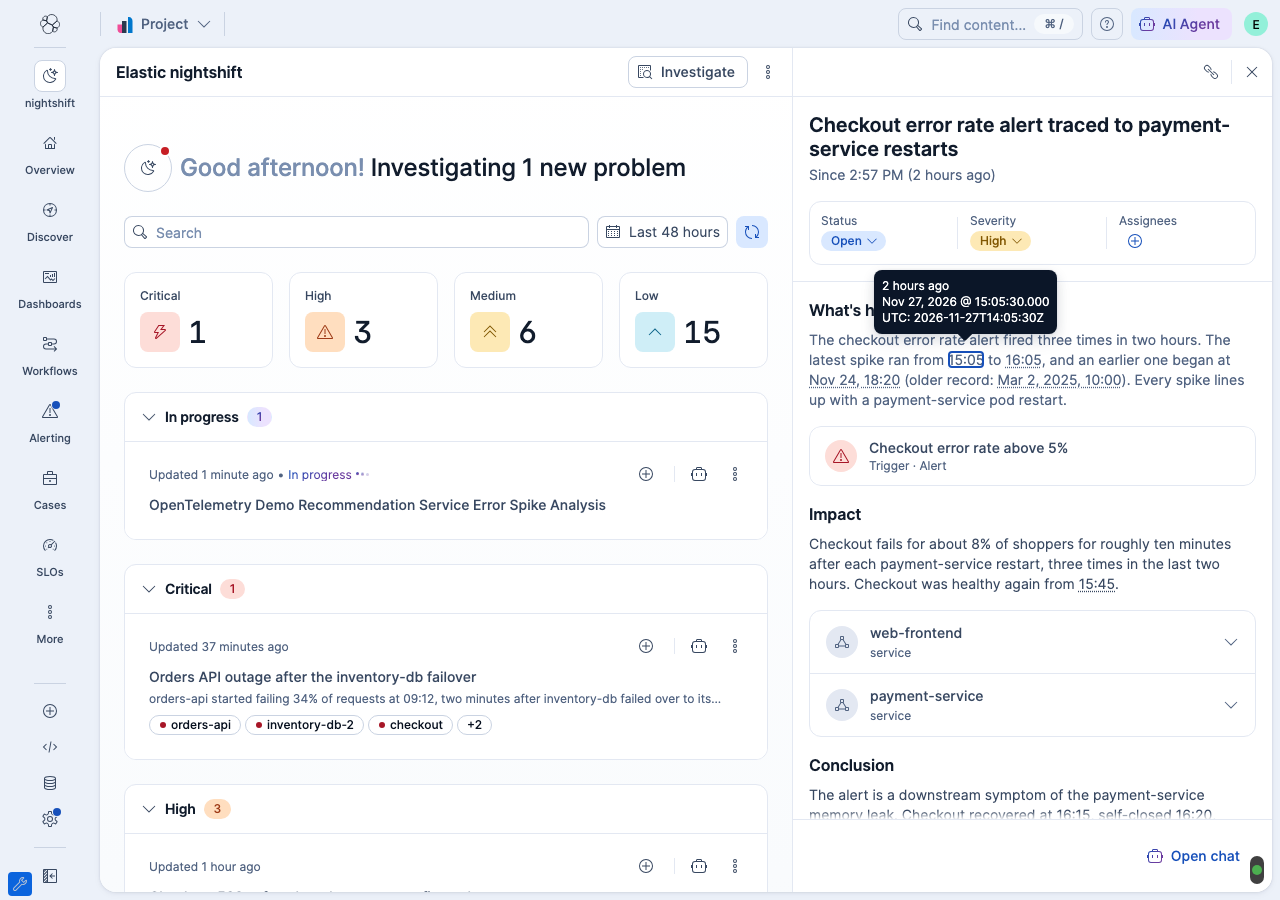 Project
Find content...
⌘ /
AI Agent
E
nightshift
Overview
Discover
Dashboards
Workflows
Alerting
Cases
SLOs
More
Elastic nightshift
Investigate
Good afternoon! Investigating 1 new problem
Search
Last 48 hours
Critical
1
High
3
Medium
6
Low
15
In progress 1
Updated 1 minute ago • In progress
OpenTelemetry Demo Recommendation Service Error Spike Analysis
Critical 1
Updated 37 minutes ago
Orders API outage after the inventory-db failover
orders-api started failing 34% of requests at 09:12, two minutes after inventory-db failed over to its...
orders-api
inventory-db-2
checkout
+2
High 3
Updated 1 hour ago
Checkout error rate alert traced to payment-
service restarts
Since 2:57 PM (2 hours ago)
Status
Open
Severity
High
Assignees
2 hours ago
Nov 27, 2026 @ 15:05:30.000
UTC: 2026-11-27T14:05:30Z
What's h
The checkout error rate alert fired three times in two hours. The
latest spike ran from 15:05 to 16:05, and an earlier one began at
Nov 24, 18:20 (older record: Mar 2, 2025, 10:00). Every spike lines
up with a payment-service pod restart.
Checkout error rate above 5%
Trigger · Alert
Impact
Checkout fails for about 8% of shoppers for roughly ten minutes
after each payment-service restart, three times in the last two
hours. Checkout was healthy again from 15:45.
web-frontend
service
payment-service
service
Conclusion
The alert is a downstream symptom of the payment-service
memory leak. Checkout recovered at 16:15, self-closed 16:20
Open chat